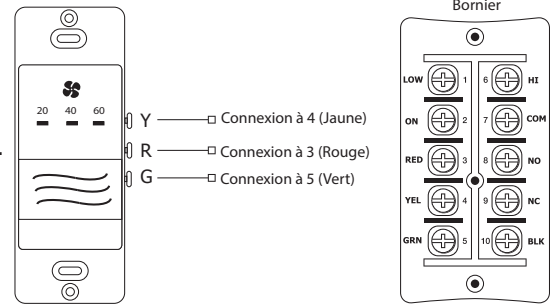 Bornier
20 40 60
Y Connexion à 4 (Jaune)
R Connexion à 3 (Rouge)
G Connexion à 5 (Vert)
LOW 1 6 HI
ON 2 7 COM
RED 3 8 NO
YEL 4 9 NC
GRN 5 10 BLK